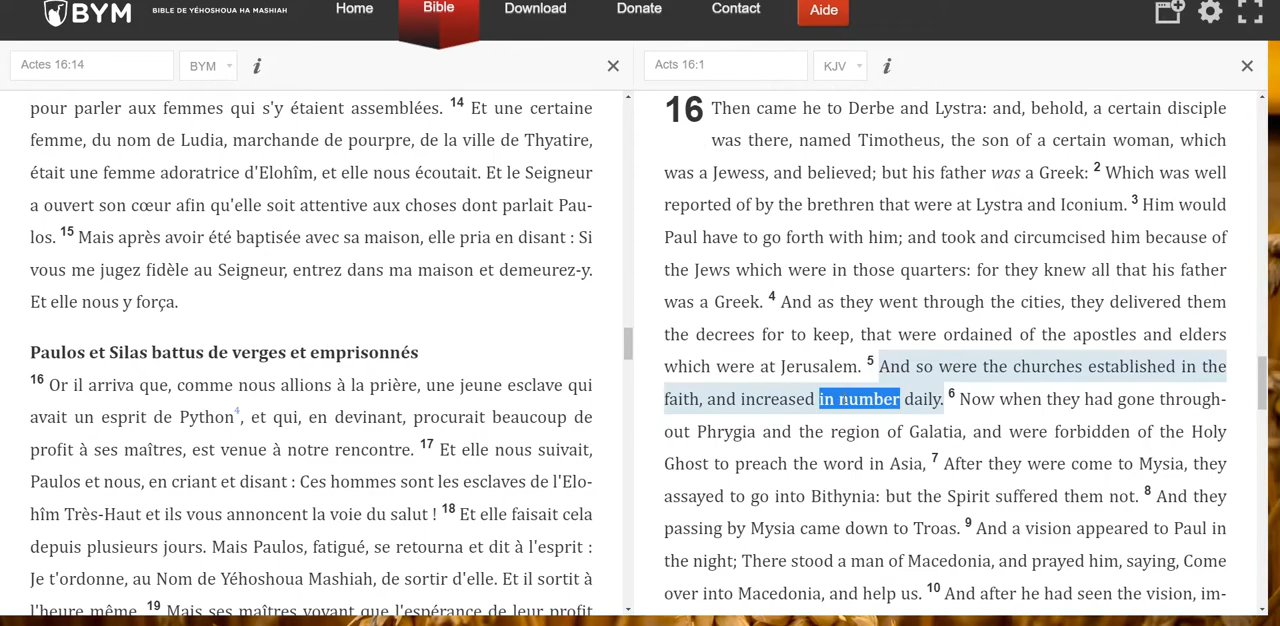 BYM BIBLE DE YÉHOSHOUA HA MASHIAH Home Bible Download Donate Contact Aide
Actes 16:14 BYM i
pour parler aux femmes qui s'y étaient assemblées. 14 Et une certaine
femme, du nom de Ludia, marchande de pourpre, de la ville de Thyatire,
était une femme adoratrice d'Elohîm, et elle nous écoutait. Et le Seigneur
a ouvert son cœur afin qu'elle soit attentive aux choses dont parlait Pau-
los. 15 Mais après avoir été baptisée avec sa maison, elle pria en disant : Si
vous me jugez fidèle au Seigneur, entrez dans ma maison et demeurez-y.
Et elle nous y força.
Paulos et Silas battus de verges et emprisonnés
16 Or il arriva que, comme nous allions à la prière, une jeune esclave qui
avait un esprit de Python4, et qui, en devinant, procurait beaucoup de
profit à ses maîtres, est venue à notre rencontre. 17 Et elle nous suivait,
Paulos et nous, en criant et disant : Ces hommes sont les esclaves de l'Elo-
hîm Très-Haut et ils vous annoncent la voie du salut ! 18 Et elle faisait cela
depuis plusieurs jours. Mais Paulos, fatigué, se retourna et dit à l'esprit :
Je t'ordonne, au Nom de Yéhoshoua Mashiah, de sortir d'elle. Et il sortit à
l'heure même. 19 Mais ses maîtres voyant que l'espérance de leur profit
Acts 16:1 KJV i
16 Then came he to Derbe and Lystra: and, behold, a certain disciple
was there, named Timotheus, the son of a certain woman, which
was a Jewess, and believed; but his father was a Greek: 2 Which was well
reported of by the brethren that were at Lystra and Iconium. 3 Him would
Paul have to go forth with him; and took and circumcised him because of
the Jews which were in those quarters: for they knew all that his father
was a Greek. 4 And as they went through the cities, they delivered them
the decrees for to keep, that were ordained of the apostles and elders
which were at Jerusalem. 5 And so were the churches established in the
faith, and increased in number daily. 6 Now when they had gone through-
out Phrygia and the region of Galatia, and were forbidden of the Holy
Ghost to preach the word in Asia, 7 After they were come to Mysia, they
assayed to go into Bithynia: but the Spirit suffered them not. 8 And they
passing by Mysia came down to Troas. 9 And a vision appeared to Paul in
the night; There stood a man of Macedonia, and prayed him, saying, Come
over into Macedonia, and help us. 10 And after he had seen the vision, im-